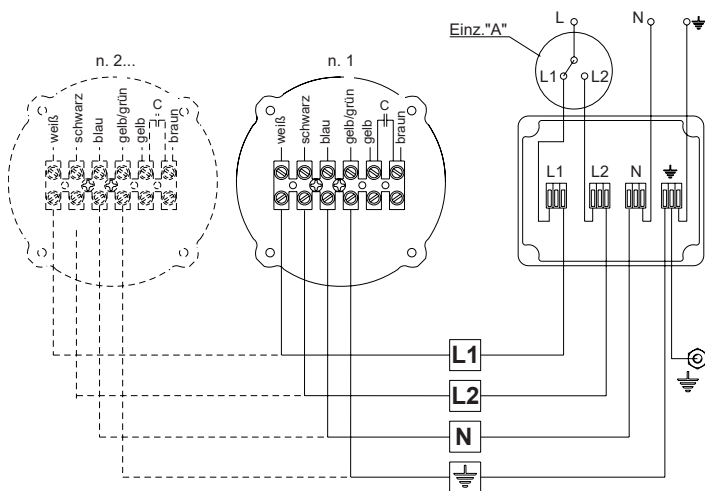 Einz."A"
L
N
L1
L2
n. 2...
n. 1
weiß
schwarz
blau
gelb/grün
gelb
C
braun
weiß
schwarz
blau
gelb/grün
gelb
C
braun
L1
L2
N
L1
L2
N